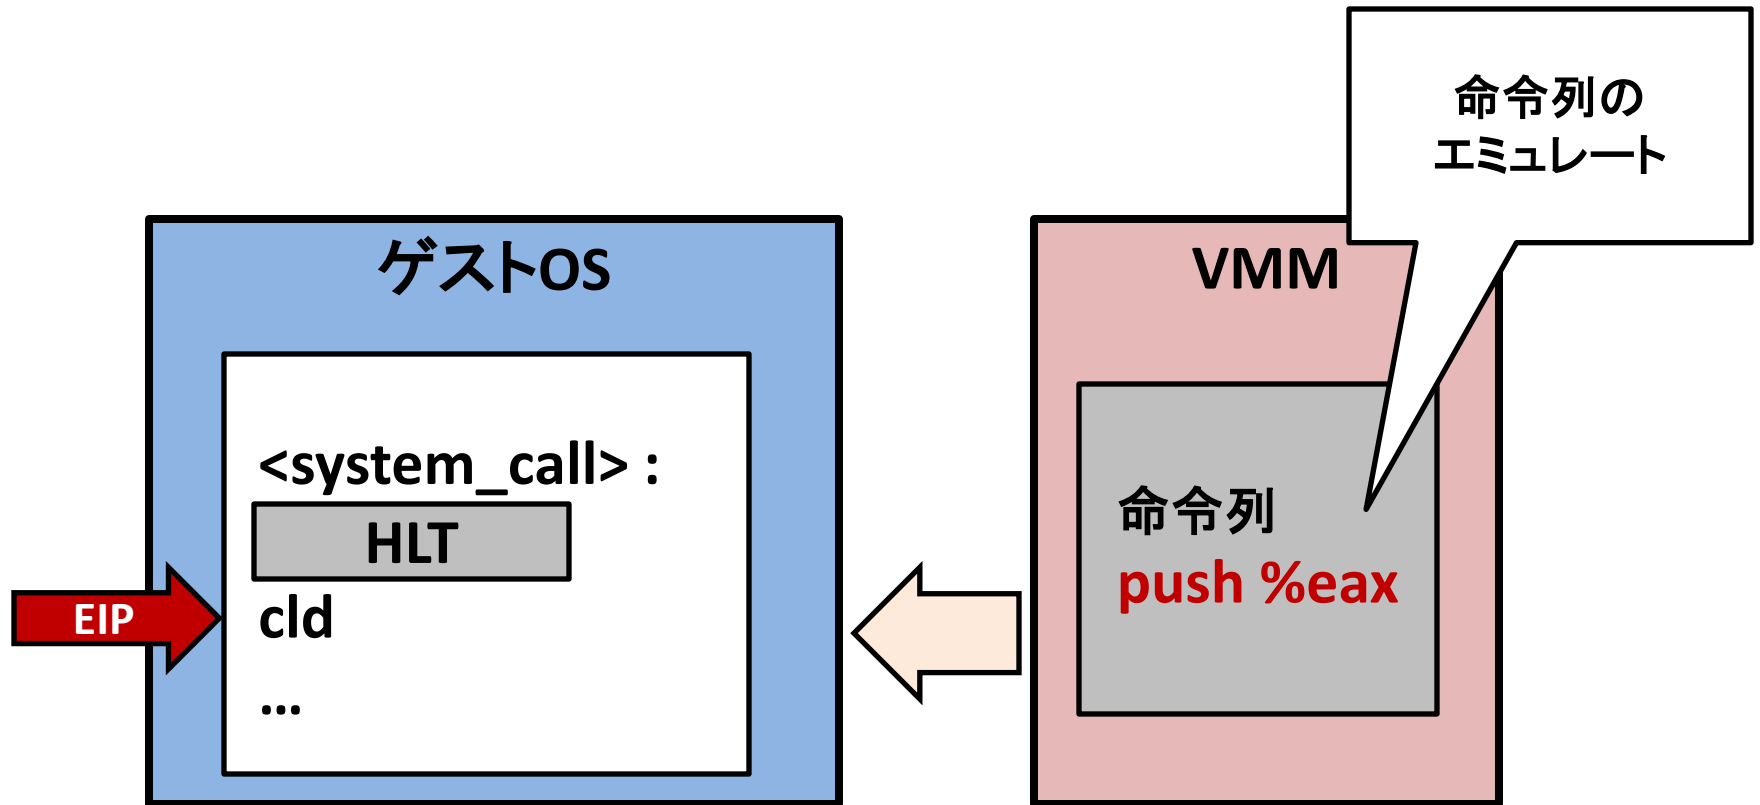 命令列の
エミュレート
ゲストOS
VMM
<system_call> :
HLT
EIP
cld
...
命令列
push %eax